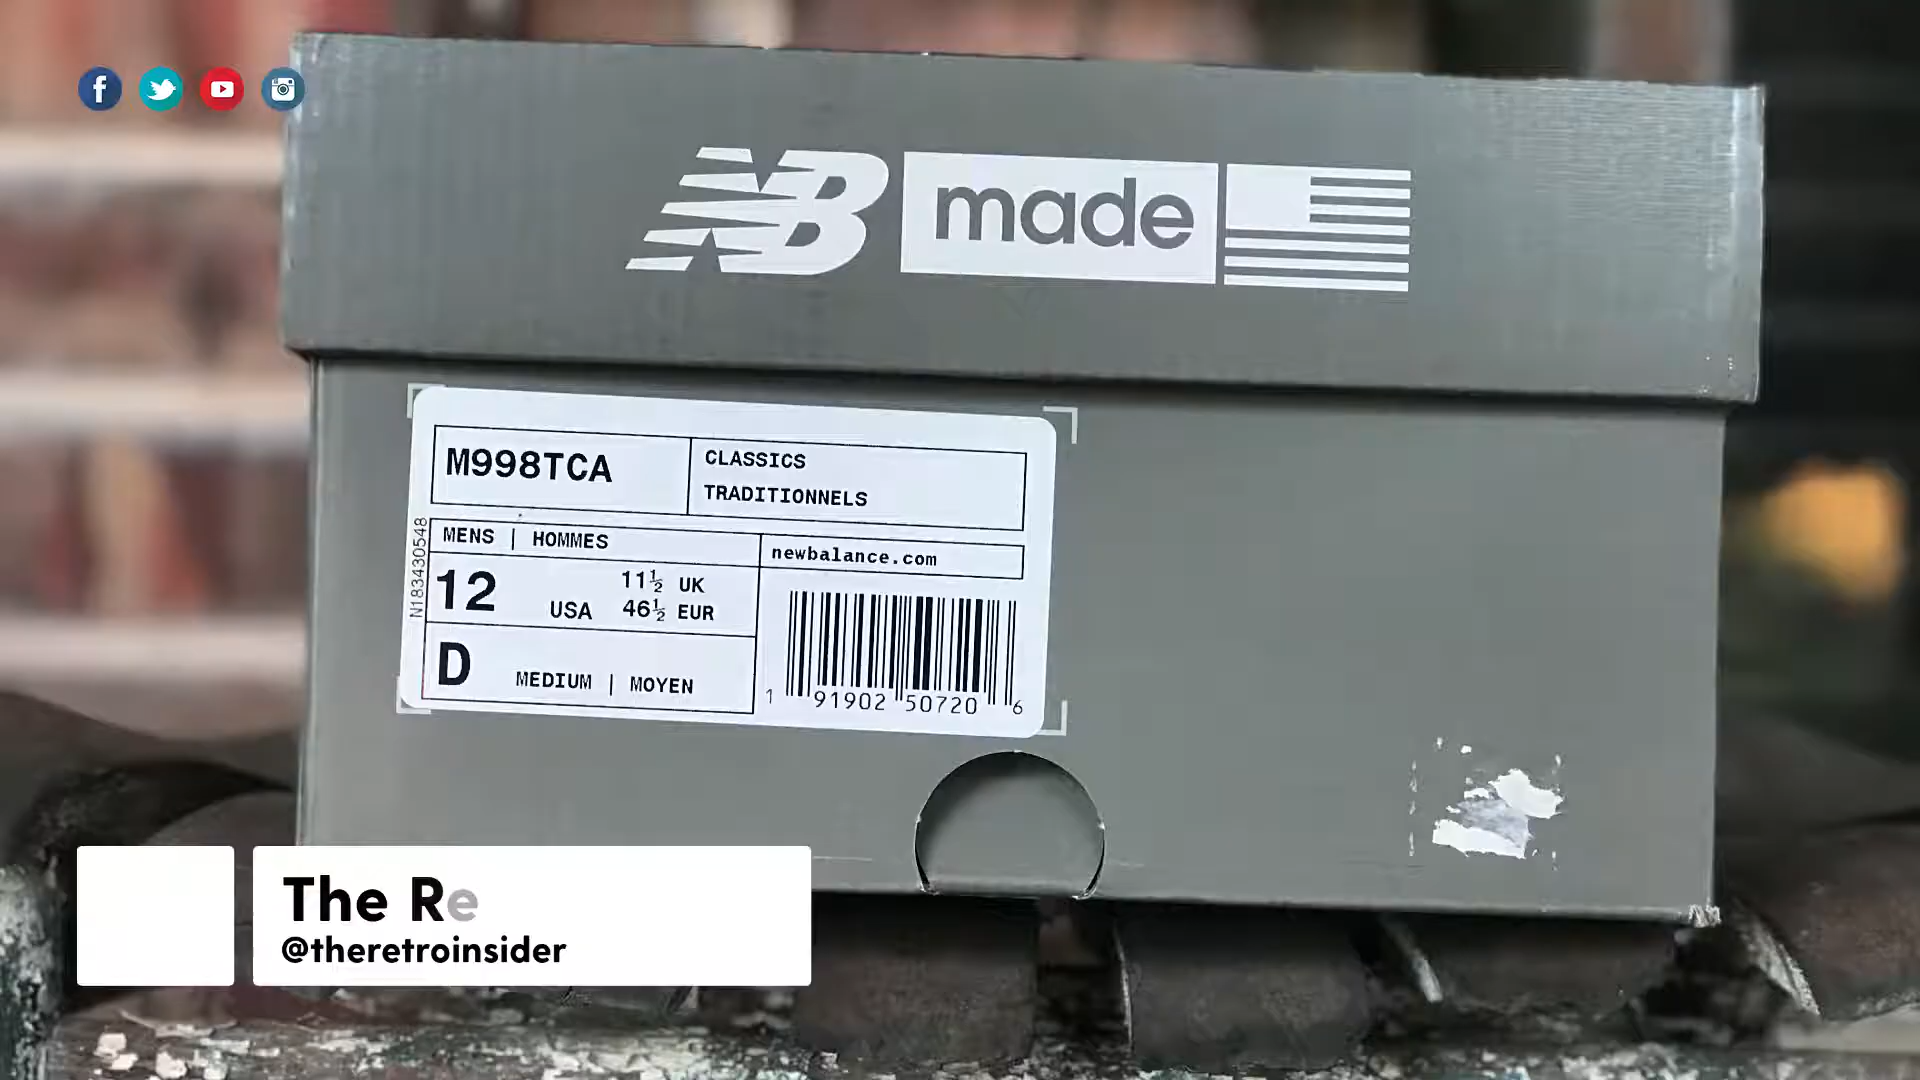 NB made
M998TCA
CLASSICS
TRADITIONNELS
MENS | HOMMES
newbalance.com
12 USA
11½ UK
46½ EUR
D MEDIUM | MOYEN
N183430548
1 91902 50720 6
The Re
@theretroinsider